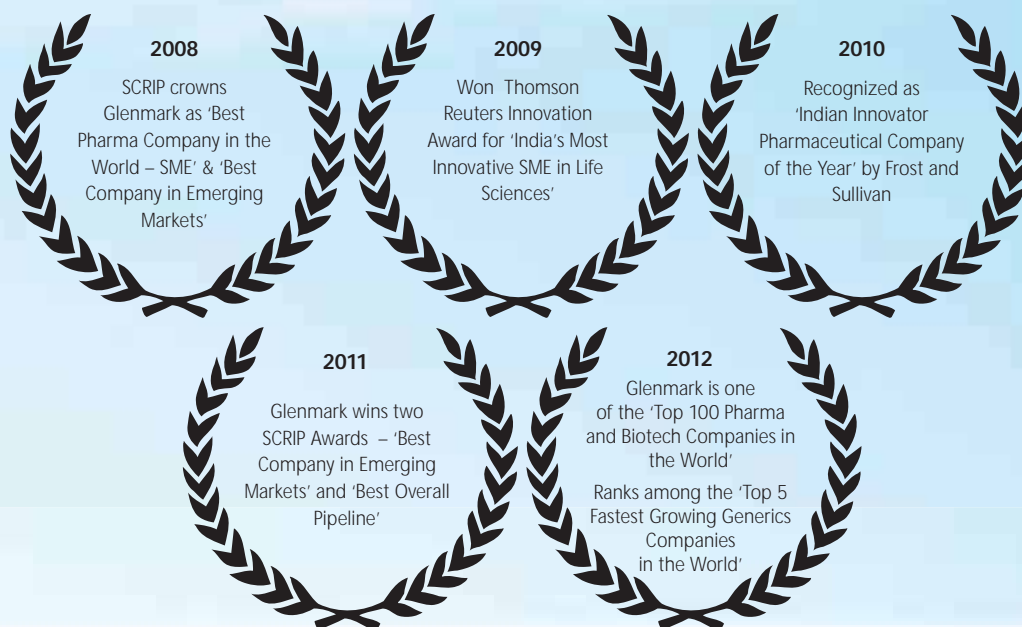 2008
SCRIP crowns
Glenmark as 'Best
Pharma Company in the
World – SME' & 'Best
Company in Emerging
Markets'
2009
Won Thomson
Reuters Innovation
Award for 'India's Most
Innovative SME in Life
Sciences'
2010
Recognized as
'Indian Innovator
Pharmaceutical Company
of the Year' by Frost and
Sullivan
2011
Glenmark wins two
SCRIP Awards – 'Best
Company in Emerging
Markets' and 'Best Overall
Pipeline'
2012
Glenmark is one
of the 'Top 100 Pharma
and Biotech Companies in
the World'
Ranks among the 'Top 5
Fastest Growing Generics
Companies
in the World'